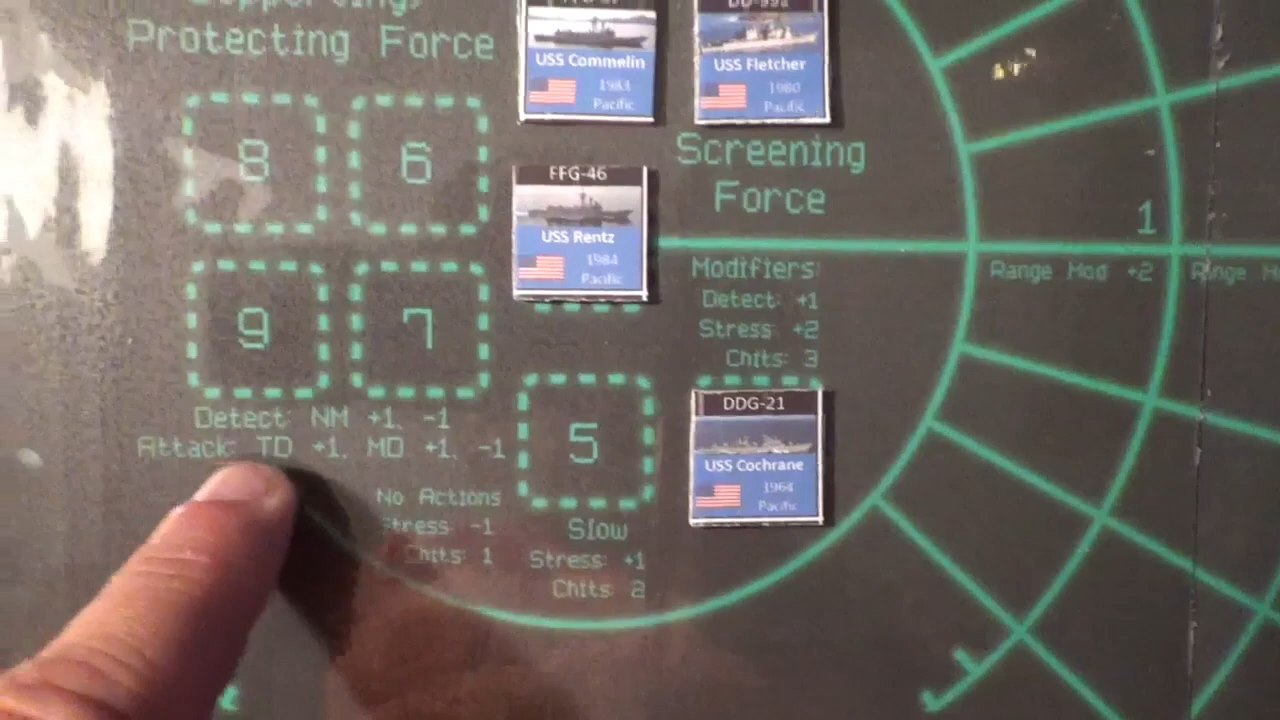 Protecting Force
8
6
9
7
Detect: NM +1, -1
Attack: TD +1, MD +1, -1
No Actions
Stress -1
Chits: 1
USS Commelin
1983
Pacific
USS Fletcher
1980
Pacific
FFG-46
USS Rentz
1984
Pacific
Screening
Force
Modifiers:
Detect: +1
Stress +2
Chits: 3
5
Slow
Stress: +1
Chits 2
DDG-21
USS Cochrane
1964
Pacific
1
Range Mod +2
Range